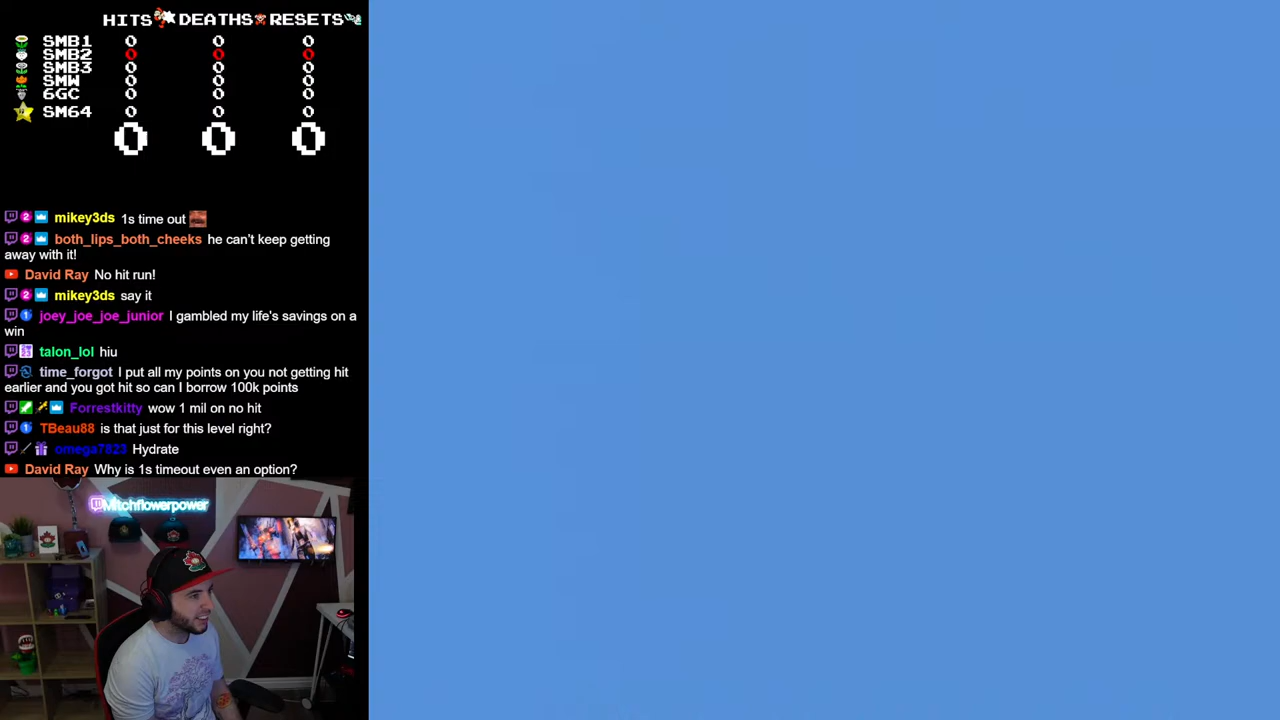 HITS DEATHS RESETS
SMB1 0 0 0
SMB2 0 0 0
SMB3 0 0 0
SMW 0 0 0
6GC 0 0 0
SM64 0 0 0
0 0 0
mikey3ds 1s time out
both_lips_both_cheeks he can't keep getting
away with it!
David Ray No hit run!
mikey3ds say it
joey_joe_joe_junior I gambled my life's savings on a
win
talon_lol hiu
time_forgot I put all my points on you not getting hit
earlier and you got hit so can I borrow 100k points
Forrestkitty wow 1 mil on no hit
TBeau88 is that just for this level right?
omega7823 Hydrate
David Ray Why is 1s timeout even an option?
Mitchflowerpower